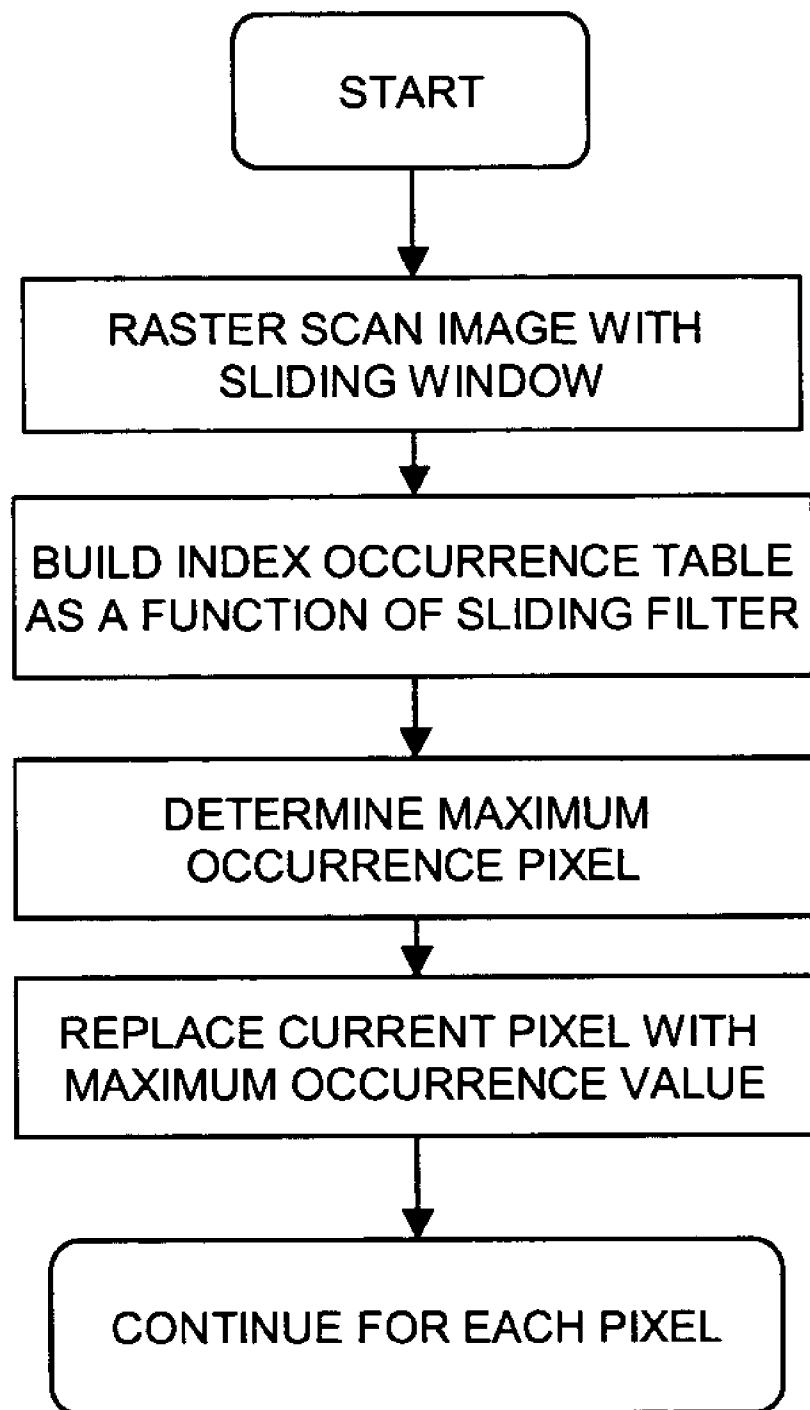 START
RASTER SCAN IMAGE WITH
SLIDING WINDOW
BUILD INDEX OCCURRENCE TABLE
AS A FUNCTION OF SLIDING FILTER
DETERMINE MAXIMUM
OCCURRENCE PIXEL
REPLACE CURRENT PIXEL WITH
MAXIMUM OCCURRENCE VALUE
CONTINUE FOR EACH PIXEL